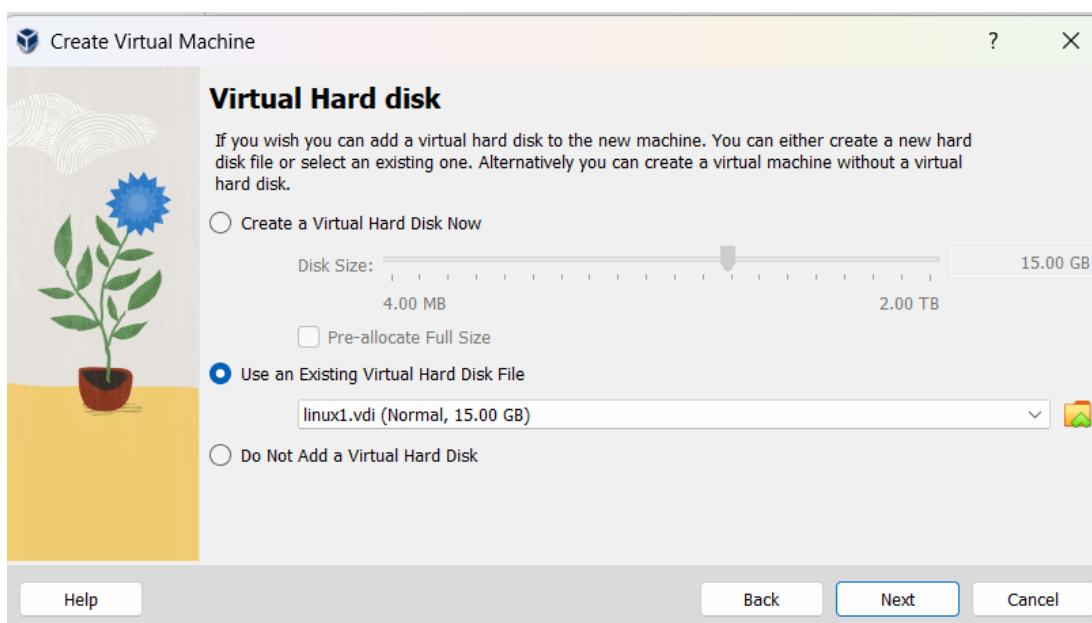 Create Virtual Machine
?
Virtual Hard disk
If you wish you can add a virtual hard disk to the new machine. You can either create a new hard
disk file or select an existing one. Alternatively you can create a virtual machine without a virtual
hard disk.
Create a Virtual Hard Disk Now
Disk Size:
15.00 GB
4.00 MB
2.00 TB
Pre-allocate Full Size
Use an Existing Virtual Hard Disk File
linux1.vdi (Normal, 15.00 GB)
Do Not Add a Virtual Hard Disk
Help
Back
Next
Cancel